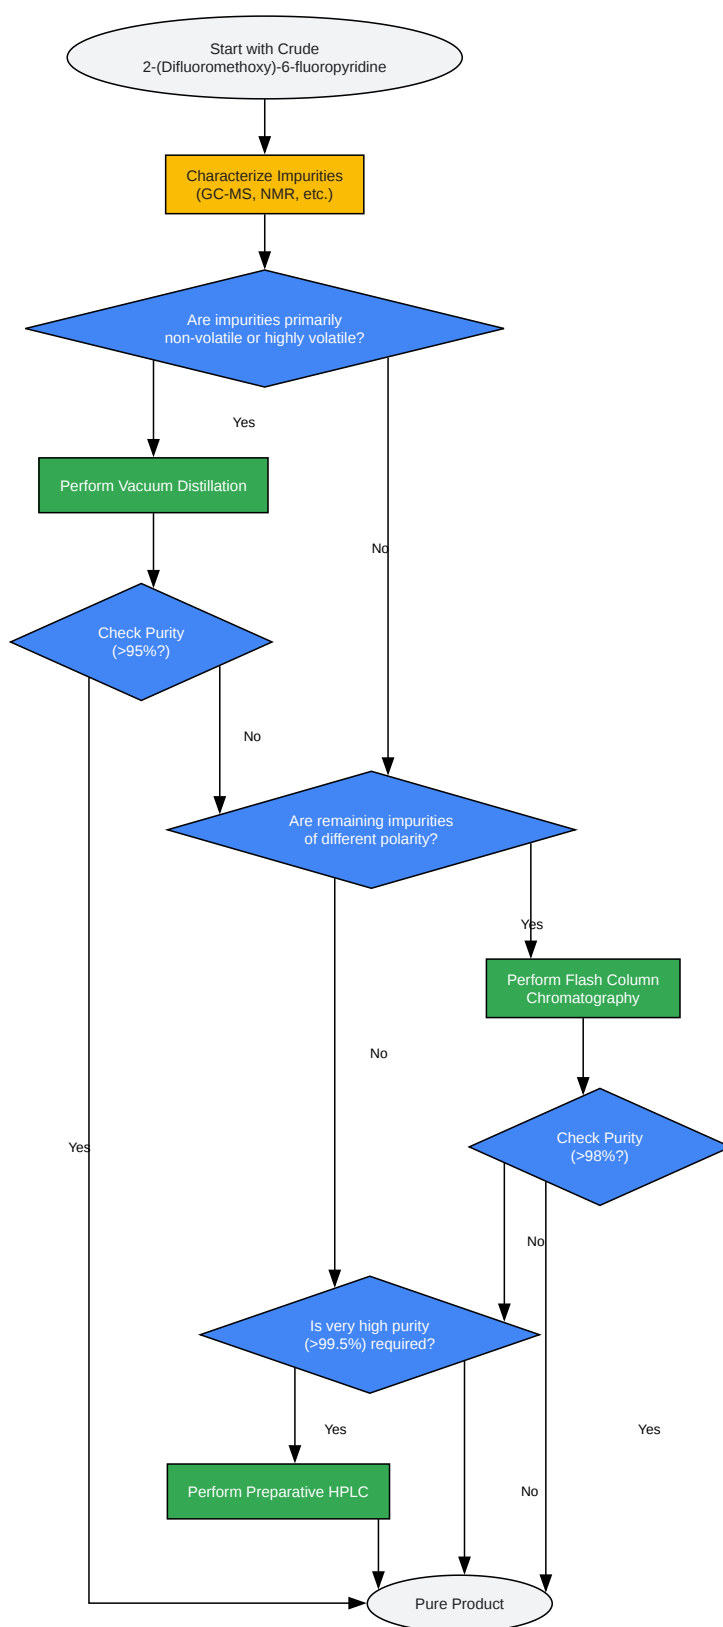 Start with Crude
2-(Difluoromethoxy)-6-fluoropyridine
Characterize Impurities
(GC-MS, NMR, etc.)
Are impurities primarily
non-volatile or highly volatile?
Yes
Perform Vacuum Distillation
No
Check Purity
(>95%?)
No
Are remaining impurities
of different polarity?
Yes
Perform Flash Column
Chromatography
No
Check Purity
(>98%?)
Yes
No
Is very high purity
(>99.5%) required?
Yes
Yes
Perform Preparative HPLC
No
Pure Product